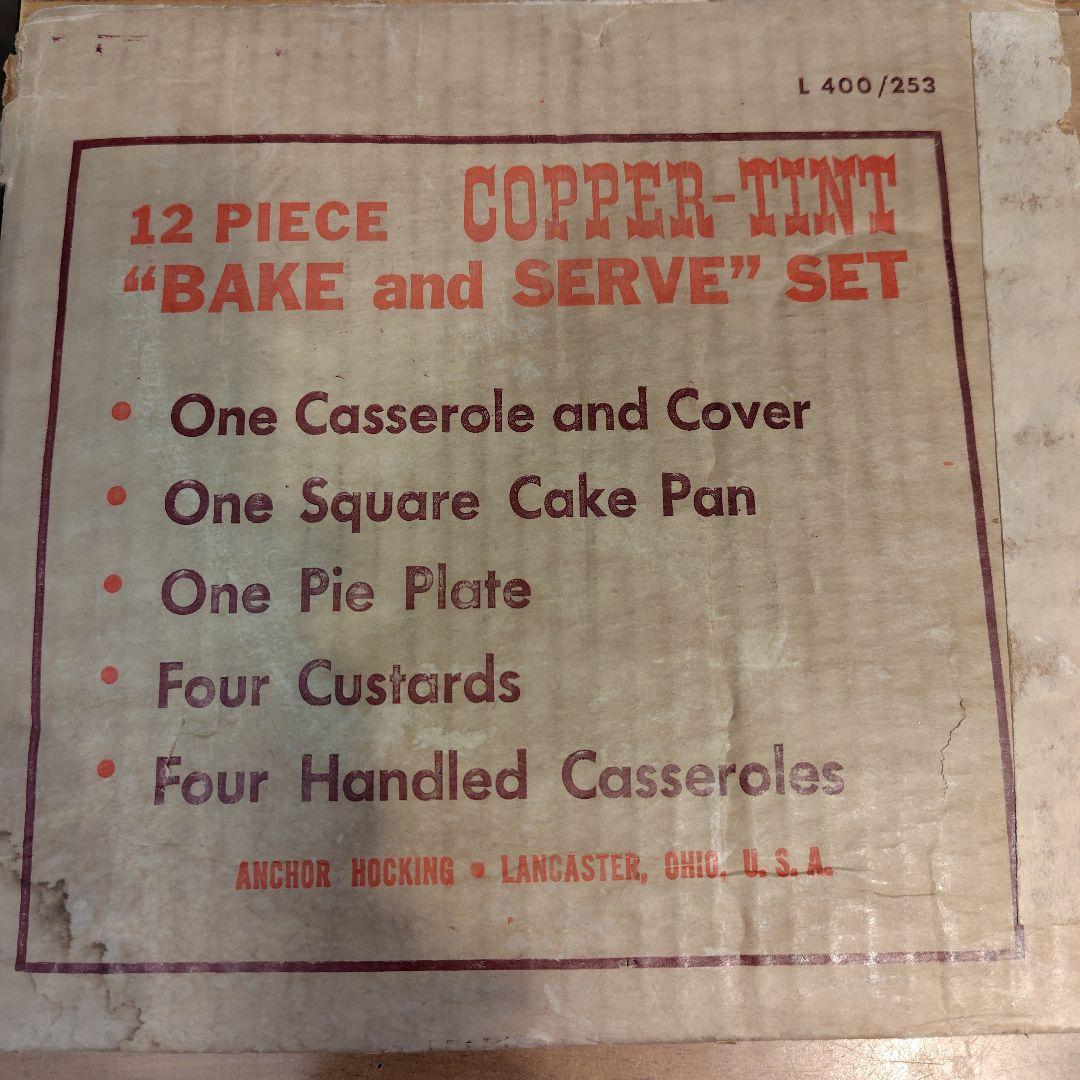 L 400/253
12 PIECE COPPER-TINT
“BAKE and SERVE” SET
• One Casserole and Cover
• One Square Cake Pan
• One Pie Plate
• Four Custards
• Four Handled Casseroles
ANCHOR HOCKING • LANCASTER, OHIO, U. S. A.